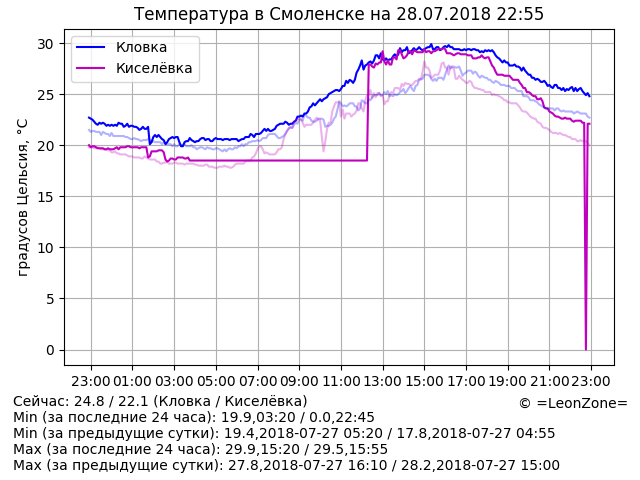 Температура в Смоленске на 28.07.2018 22:55
Кловка
Киселёвка
градусов Цельсия, °C
30
25
20
15
10
5
0
23:00 01:00 03:00 05:00 07:00 09:00 11:00 13:00 15:00 17:00 19:00 21:00 23:00
Сейчас: 24.8 / 22.1 (Кловка / Киселёвка)
© =LeonZone=
Min (за последние 24 часа): 19.9,03:20 / 0.0,22:45
Min (за предыдущие сутки): 19.4,2018-07-27 05:20 / 17.8,2018-07-27 04:55
Max (за последние 24 часа): 29.9,15:20 / 29.5,15:55
Max (за предыдущие сутки): 27.8,2018-07-27 16:10 / 28.2,2018-07-27 15:00